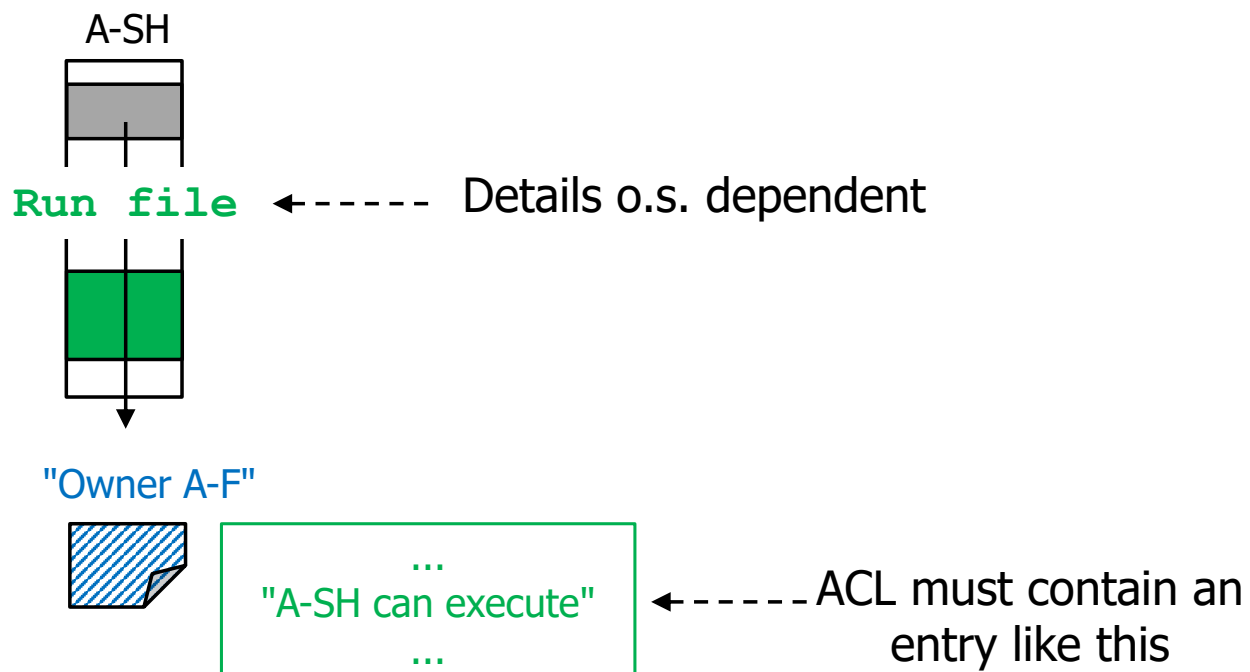 A-SH
Run file
Details o.s. dependent
"Owner A-F"
...
"A-SH can execute"
...
ACL must contain an
entry like this